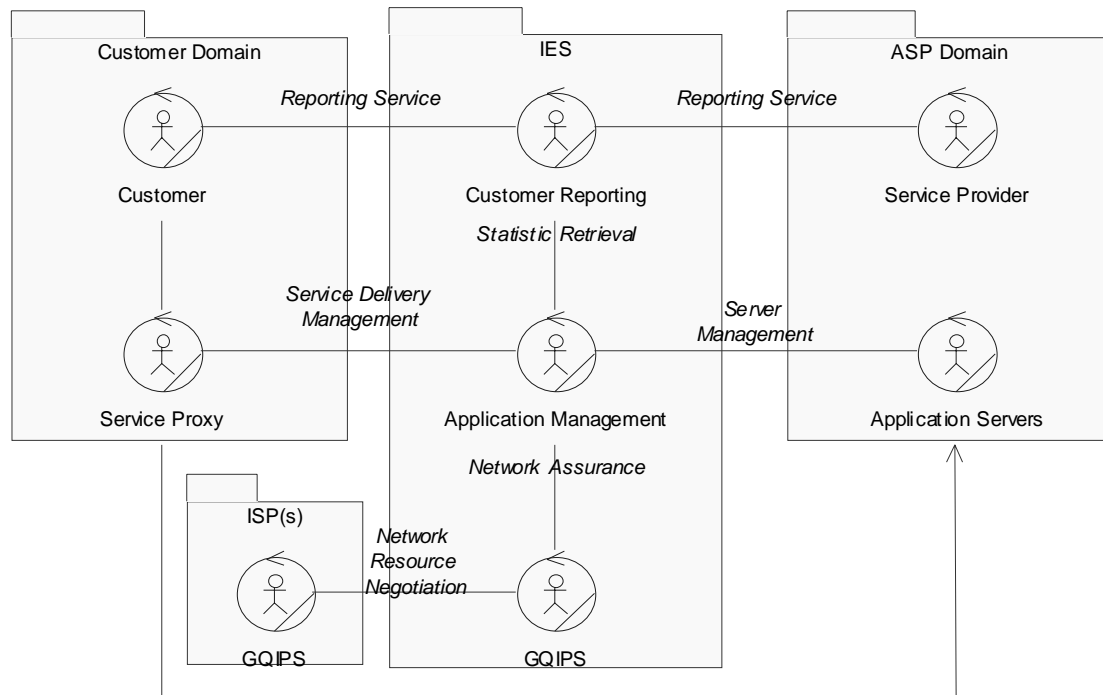 Customer Domain
IES
ASP Domain
Reporting Service
Reporting Service
Customer
Customer Reporting
Service Provider
Statistic Retrieval
Service Delivery
Management
Server
Management
Service Proxy
Application Management
Application Servers
Network Assurance
ISP(s)
Network
Resource
Negotiation
GQIPS
GQIPS